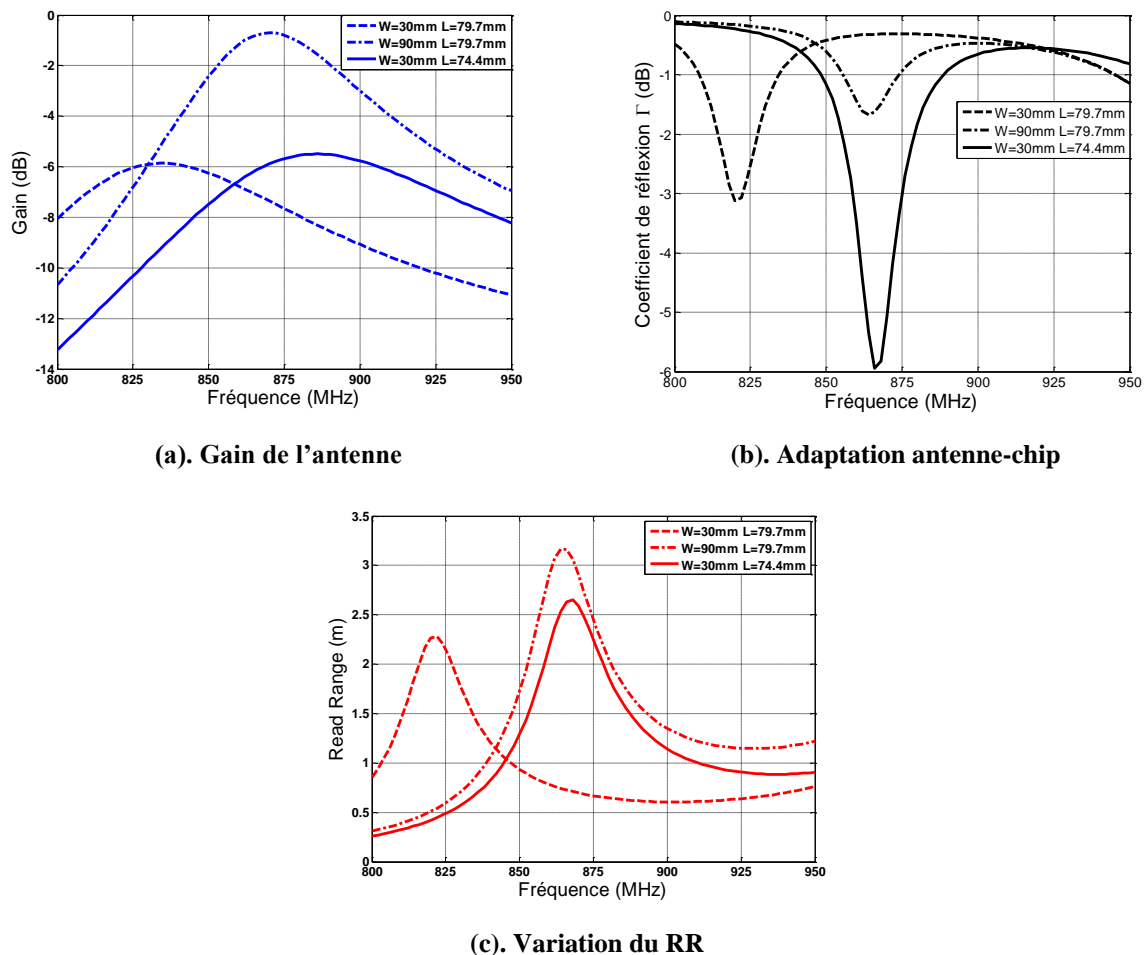 0
-2
-4
-6
-8
-10
-12
-14
800 825 850 875 900 925 950
Gain (dB)
Fréquence (MHz)
W=30mm L=79.7mm
W=90mm L=79.7mm
W=30mm L=74.4mm
(a). Gain de l'antenne
0
-1
-2
-3
-4
-5
-6
800 825 850 875 900 925 950
Coefficient de réflexion Γ (dB)
Fréquence (MHz)
W=30mm L=79.7mm
W=90mm L=79.7mm
W=30mm L=74.4mm
(b). Adaptation antenne-chip
3.5
3
2.5
2
1.5
1
0.5
0
800 825 850 875 900 925 950
Read Range (m)
Fréquence (MHz)
W=30mm L=79.7mm
W=90mm L=79.7mm
W=30mm L=74.4mm
(c). Variation du RR